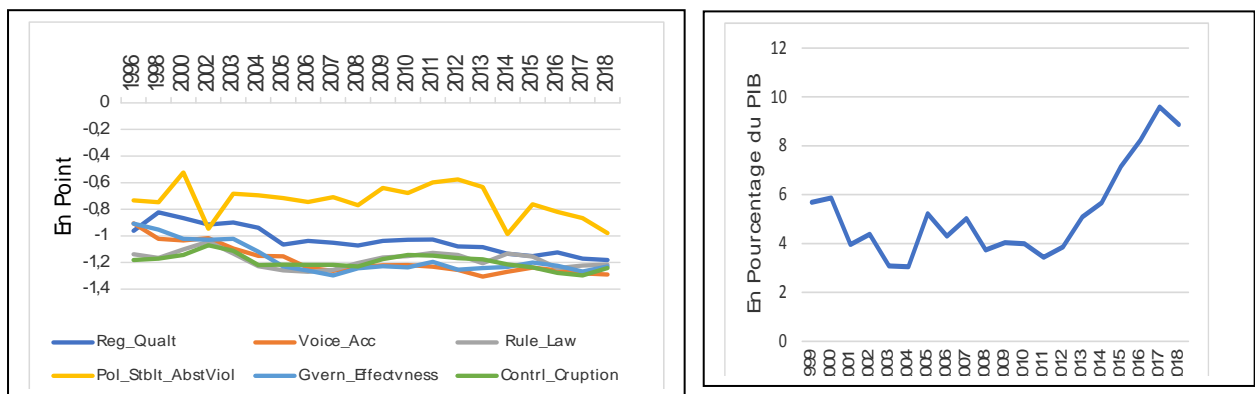 1996 1998 2000 2002 2003 2004 2005 2006 2007 2008 2009 2010 2011 2012 2013 2014 2015 2016 2017 2018
0
-0,2
-0,4
-0,6
-0,8
-1
-1,2
-1,4
En Point
Reg_Qualt Voice_Acc Rule_Law
Pol_Stblt_AbstViol Gvern_Effectvness Contrl_Cruption
En Pourcentage du PIB
12
10
8
6
4
2
0
999 000 001 002 003 004 005 006 007 008 009 010 011 012 013 014 015 016 017 018